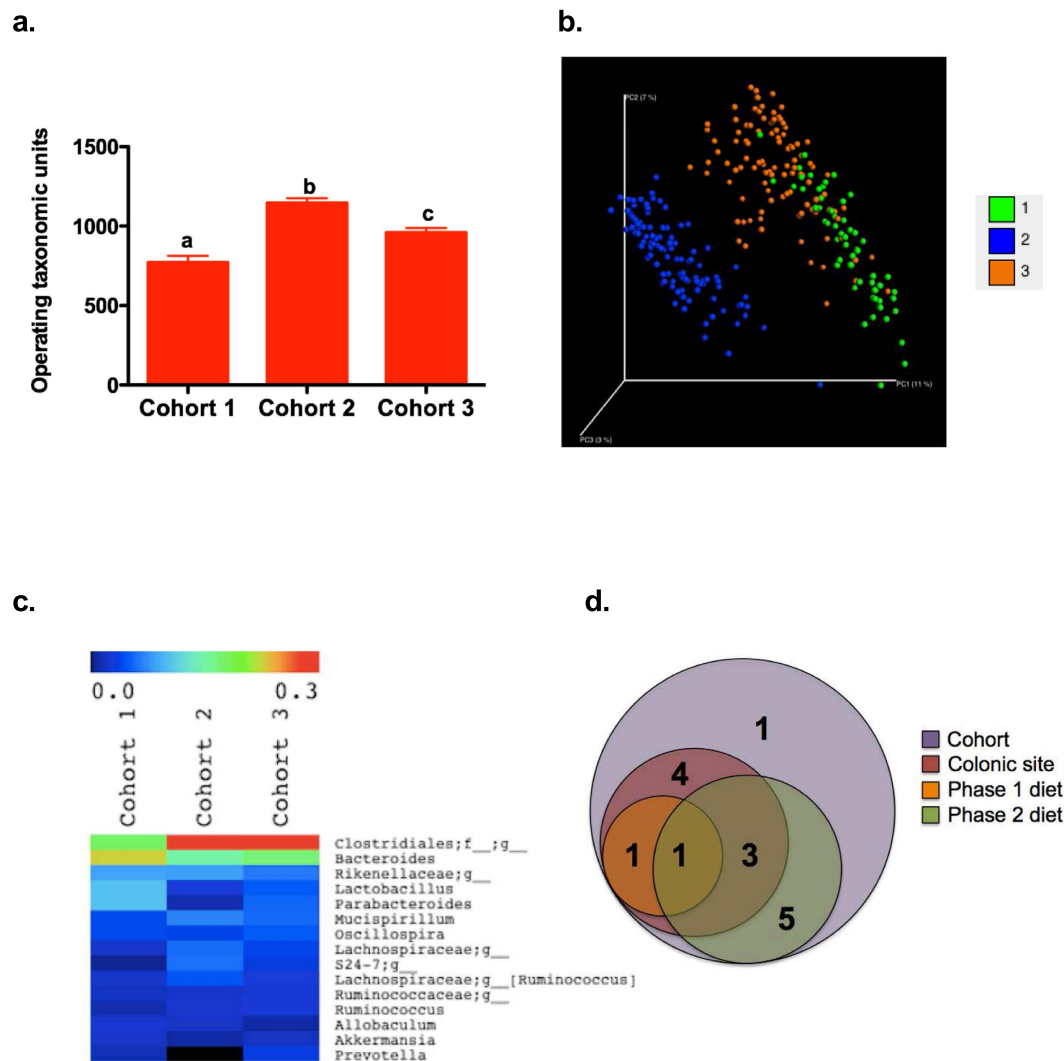 a.
Operating taxonomic units
1500
1000
500
0
a
b
c
Cohort 1
Cohort 2
Cohort 3
b.
PC2 (7 %)
PC1 (11 %)
PC3 (3 %)
1
2
3
c.
0.0
0.3
Cohort 1
Cohort 2
Cohort 3
Clostridiales;f__;g__
Bacteroides
Rikenellaceae;g__
Lactobacillus
Parabacteroides
Mucispirillum
Oscillospira
Lachnospiraceae;g__
S24-7;g__
Lachnospiraceae;g__[Ruminococcus]
Ruminococcaceae;g__
Ruminococcus
Allobaculum
Akkermansia
Prevotella
d.
1
4
1
1
3
5
Cohort
Colonic site
Phase 1 diet
Phase 2 diet